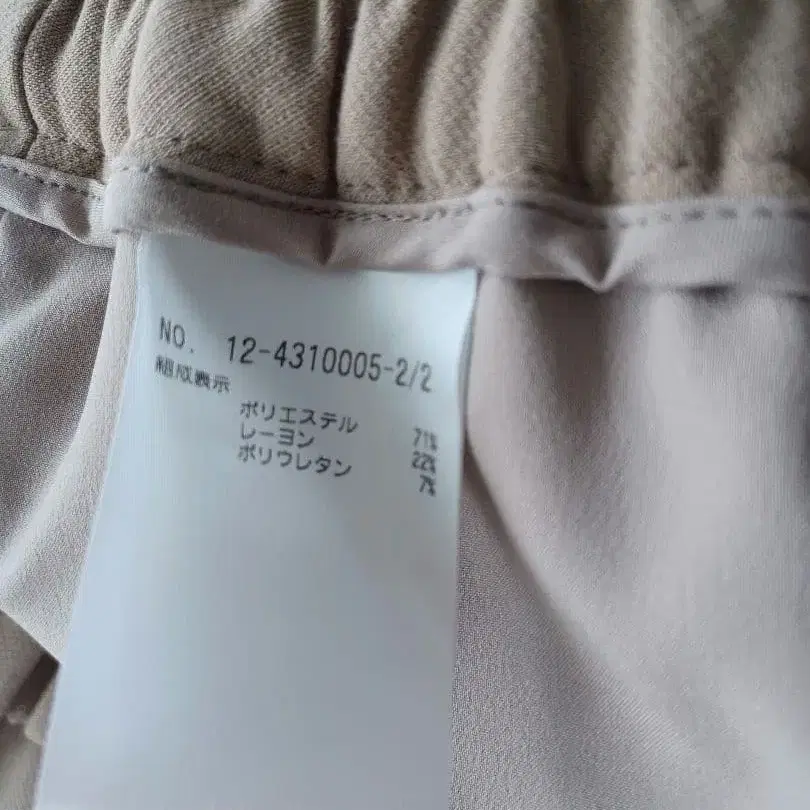 NO. 12-4310005-2/2
組成表示
ポリエステル 71%
レーヨン 22%
ポリウレタン 7%